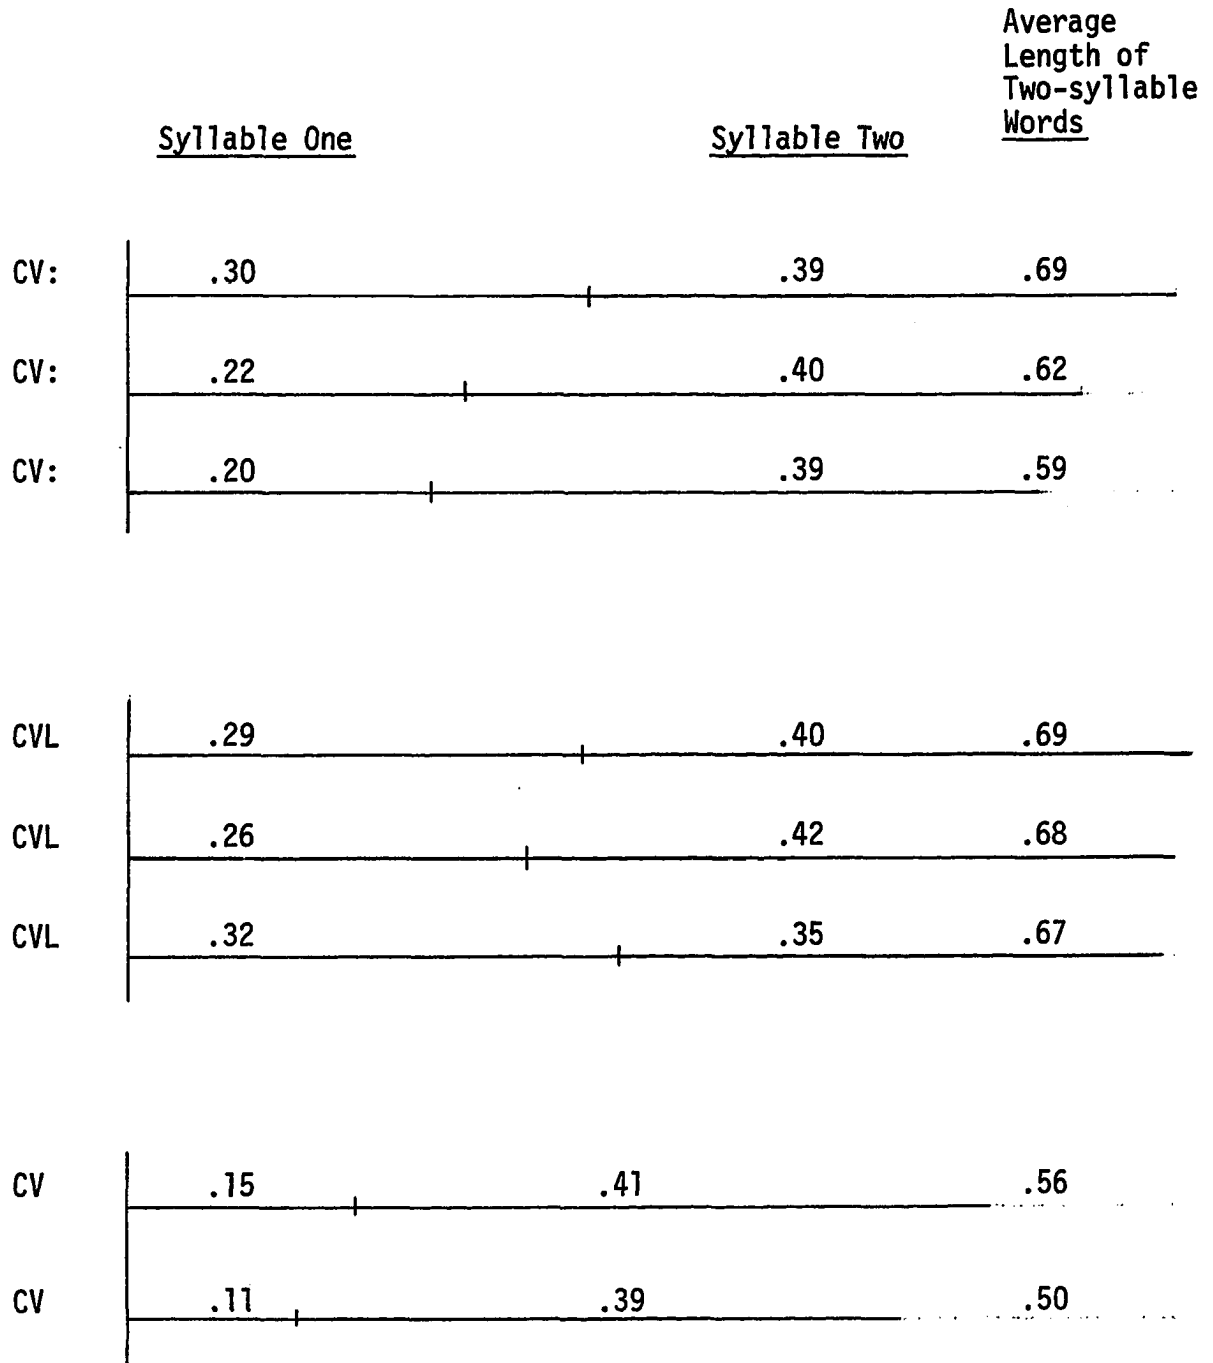 Average
Length of
Two-syllable
Syllable One Syllable Two Words
CV: .30 .39 .69
CV: .22 .40 .62
CV: .20 .39 .59
CVL .29 .40 .69
CVL .26 .42 .68
CVL .32 .35 .67
CV .15 .41 .56
CV .11 .39 .50